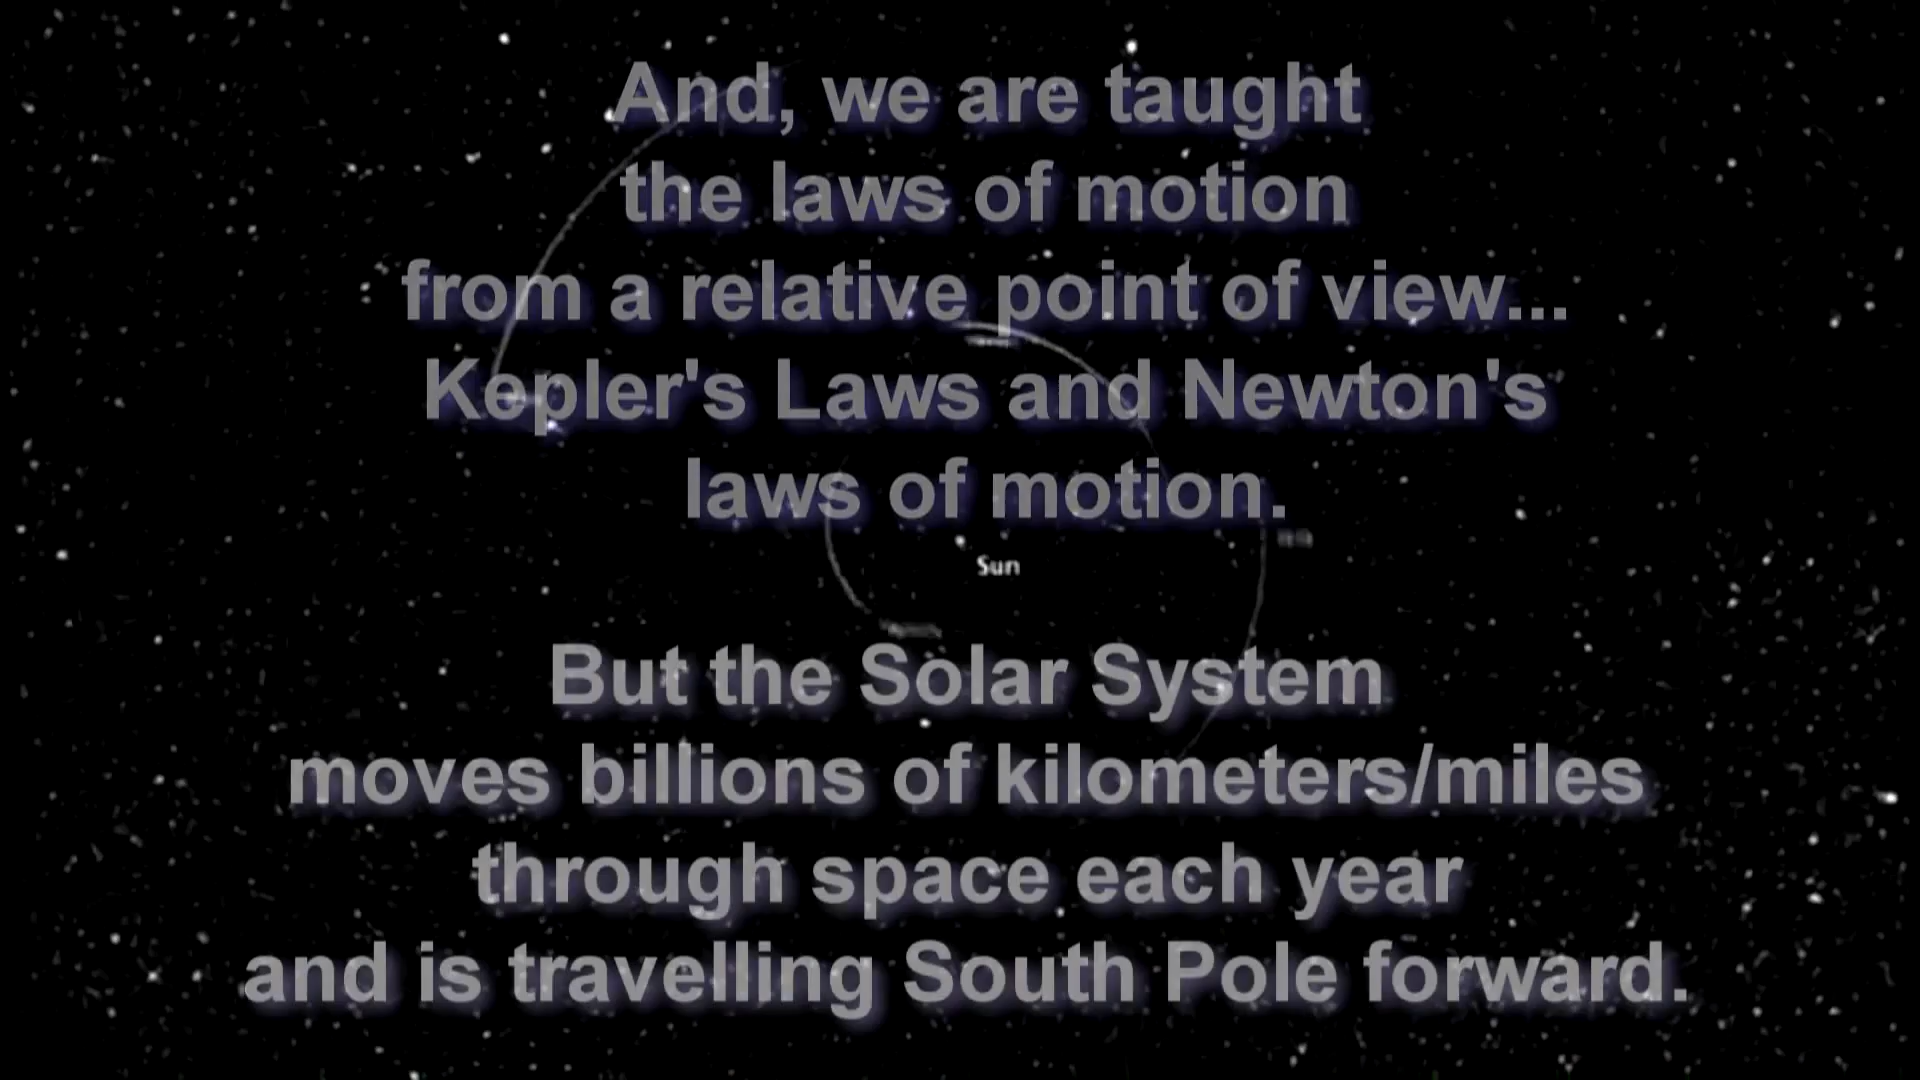 And, we are taught
the laws of motion
from a relative point of view...
Kepler's Laws and Newton's
laws of motion.
Sun
But the Solar System
moves billions of kilometers/miles
through space each year
and is travelling South Pole forward.